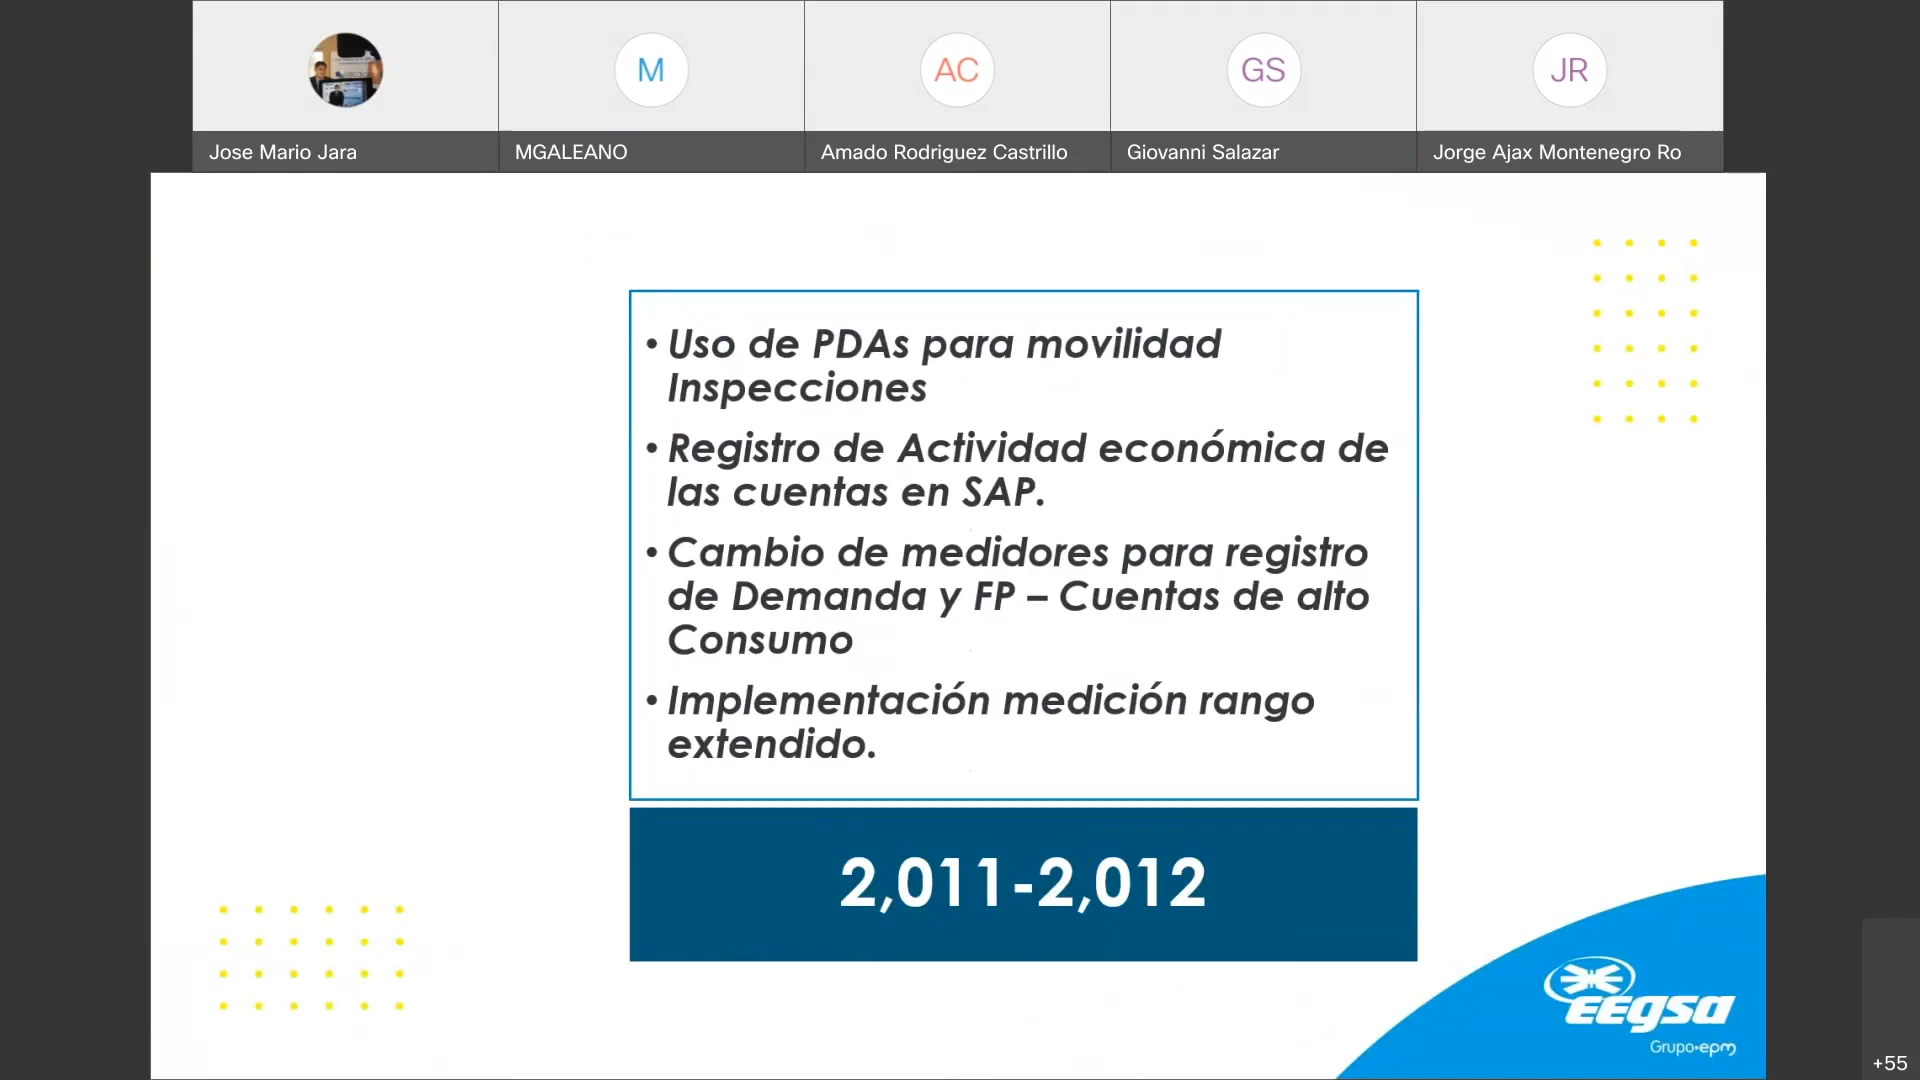 M
AC
GS
JR
Jose Mario Jara
MGALEANO
Amado Rodriguez Castrillo
Giovanni Salazar
Jorge Ajax Montenegro Ro
• Uso de PDAs para movilidad
Inspecciones
• Registro de Actividad económica de
las cuentas en SAP.
• Cambio de medidores para registro
de Demanda y FP – Cuentas de alto
Consumo
• Implementación medición rango
extendido.
2,011-2,012
eegsa
Grupo•epm
+55